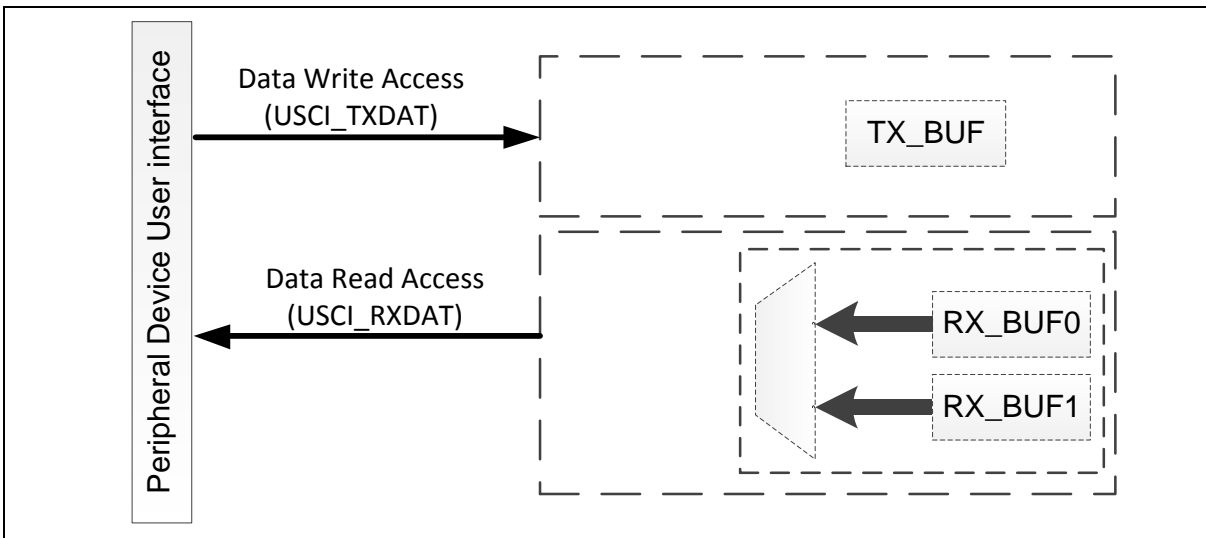 Peripheral Device User interface
Data Write Access
(USCI_TXDAT)
TX_BUF
Data Read Access
(USCI_RXDAT)
RX_BUF0
RX_BUF1